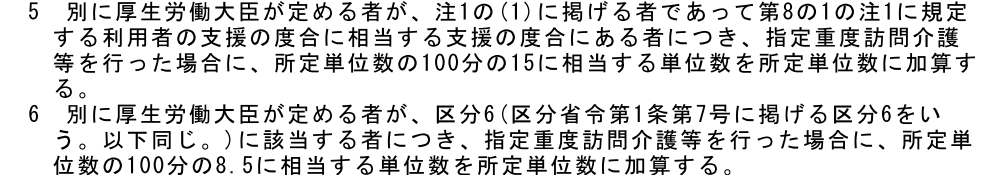 5　別に厚生労働大臣が定める者が、注1の(1)に掲げる者であって第8の1の注1に規定
する利用者の支援の度合に相当する支援の度合にある者につき、指定重度訪問介護
等を行った場合に、所定単位数の100分の15に相当する単位数を所定単位数に加算す
る。
6　別に厚生労働大臣が定める者が、区分6(区分省令第1条第7号に掲げる区分6をい
う。以下同じ。)に該当する者につき、指定重度訪問介護等を行った場合に、所定単
位数の100分の8.5に相当する単位数を所定単位数に加算する。